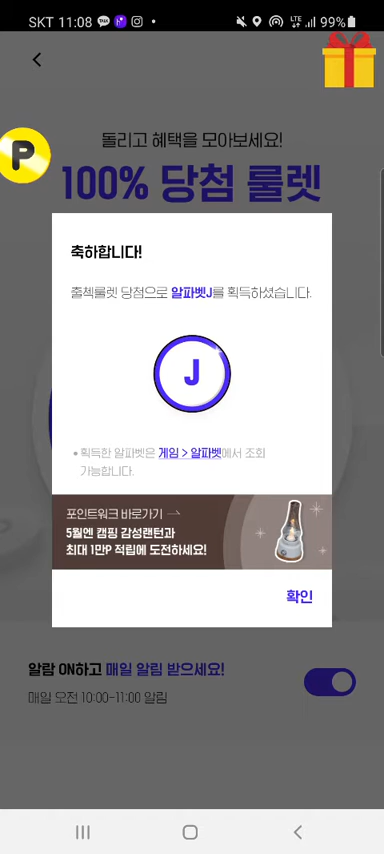 SKT 11:08
LTE
99%
P
돌리고 혜택을 모아보세요!
100% 당첨 룰렛
축하합니다!
출첵룰렛 당첨으로 알파벳J를 획득하셨습니다.
J
• 획득한 알파벳은 게임 > 알파벳에서 조회
가능합니다.
포인트워크 바로가기 →
5월엔 캠핑 감성랜턴과
최대 1만P 적립에 도전하세요!
확인
알람 ON하고 매일 알림 받으세요!
매일 오전 10:00-11:00 알림